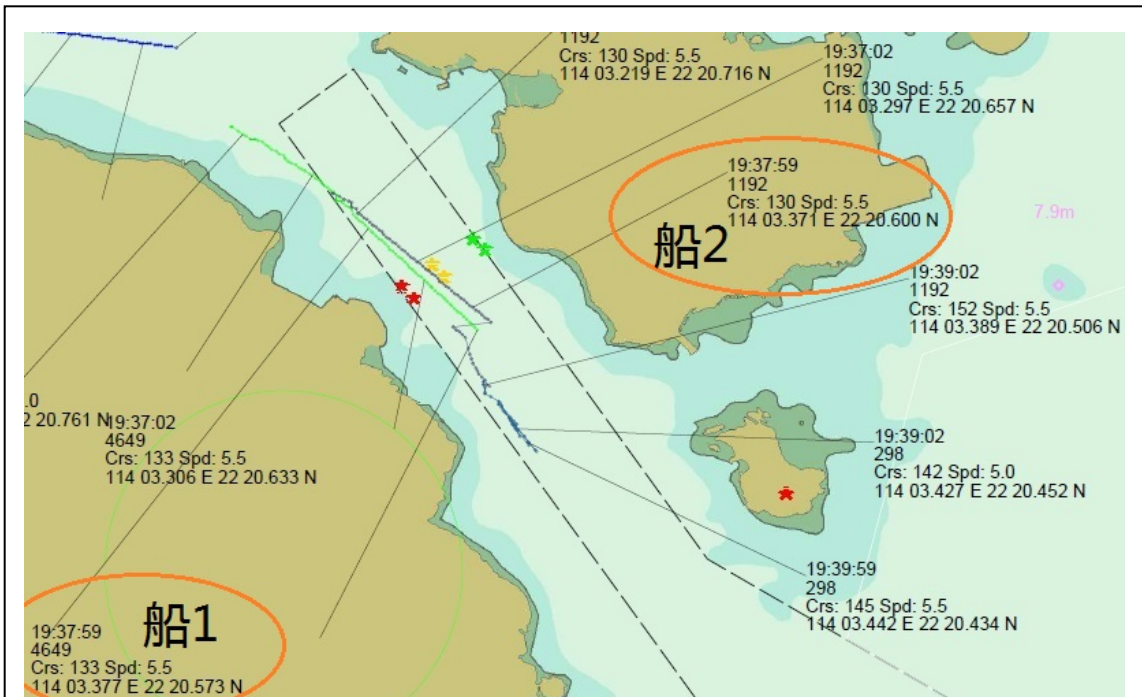 1192
Crs: 130 Spd: 5.5
114 03.219 E 22 20.716 N
19:37:02
1192
Crs: 130 Spd: 5.5
114 03.297 E 22 20.657 N
19:37:59
1192
Crs: 130 Spd: 5.5
114 03.371 E 22 20.600 N
船2
7.9m
19:39:02
1192
Crs: 152 Spd: 5.5
114 03.389 E 22 20.506 N
.0
2 20.761 N
19:37:02
4649
Crs: 133 Spd: 5.5
114 03.306 E 22 20.633 N
19:39:02
298
Crs: 142 Spd: 5.0
114 03.427 E 22 20.452 N
19:39:59
298
Crs: 145 Spd: 5.5
114 03.442 E 22 20.434 N
船1
19:37:59
4649
Crs: 133 Spd: 5.5
114 03.377 E 22 20.573 N